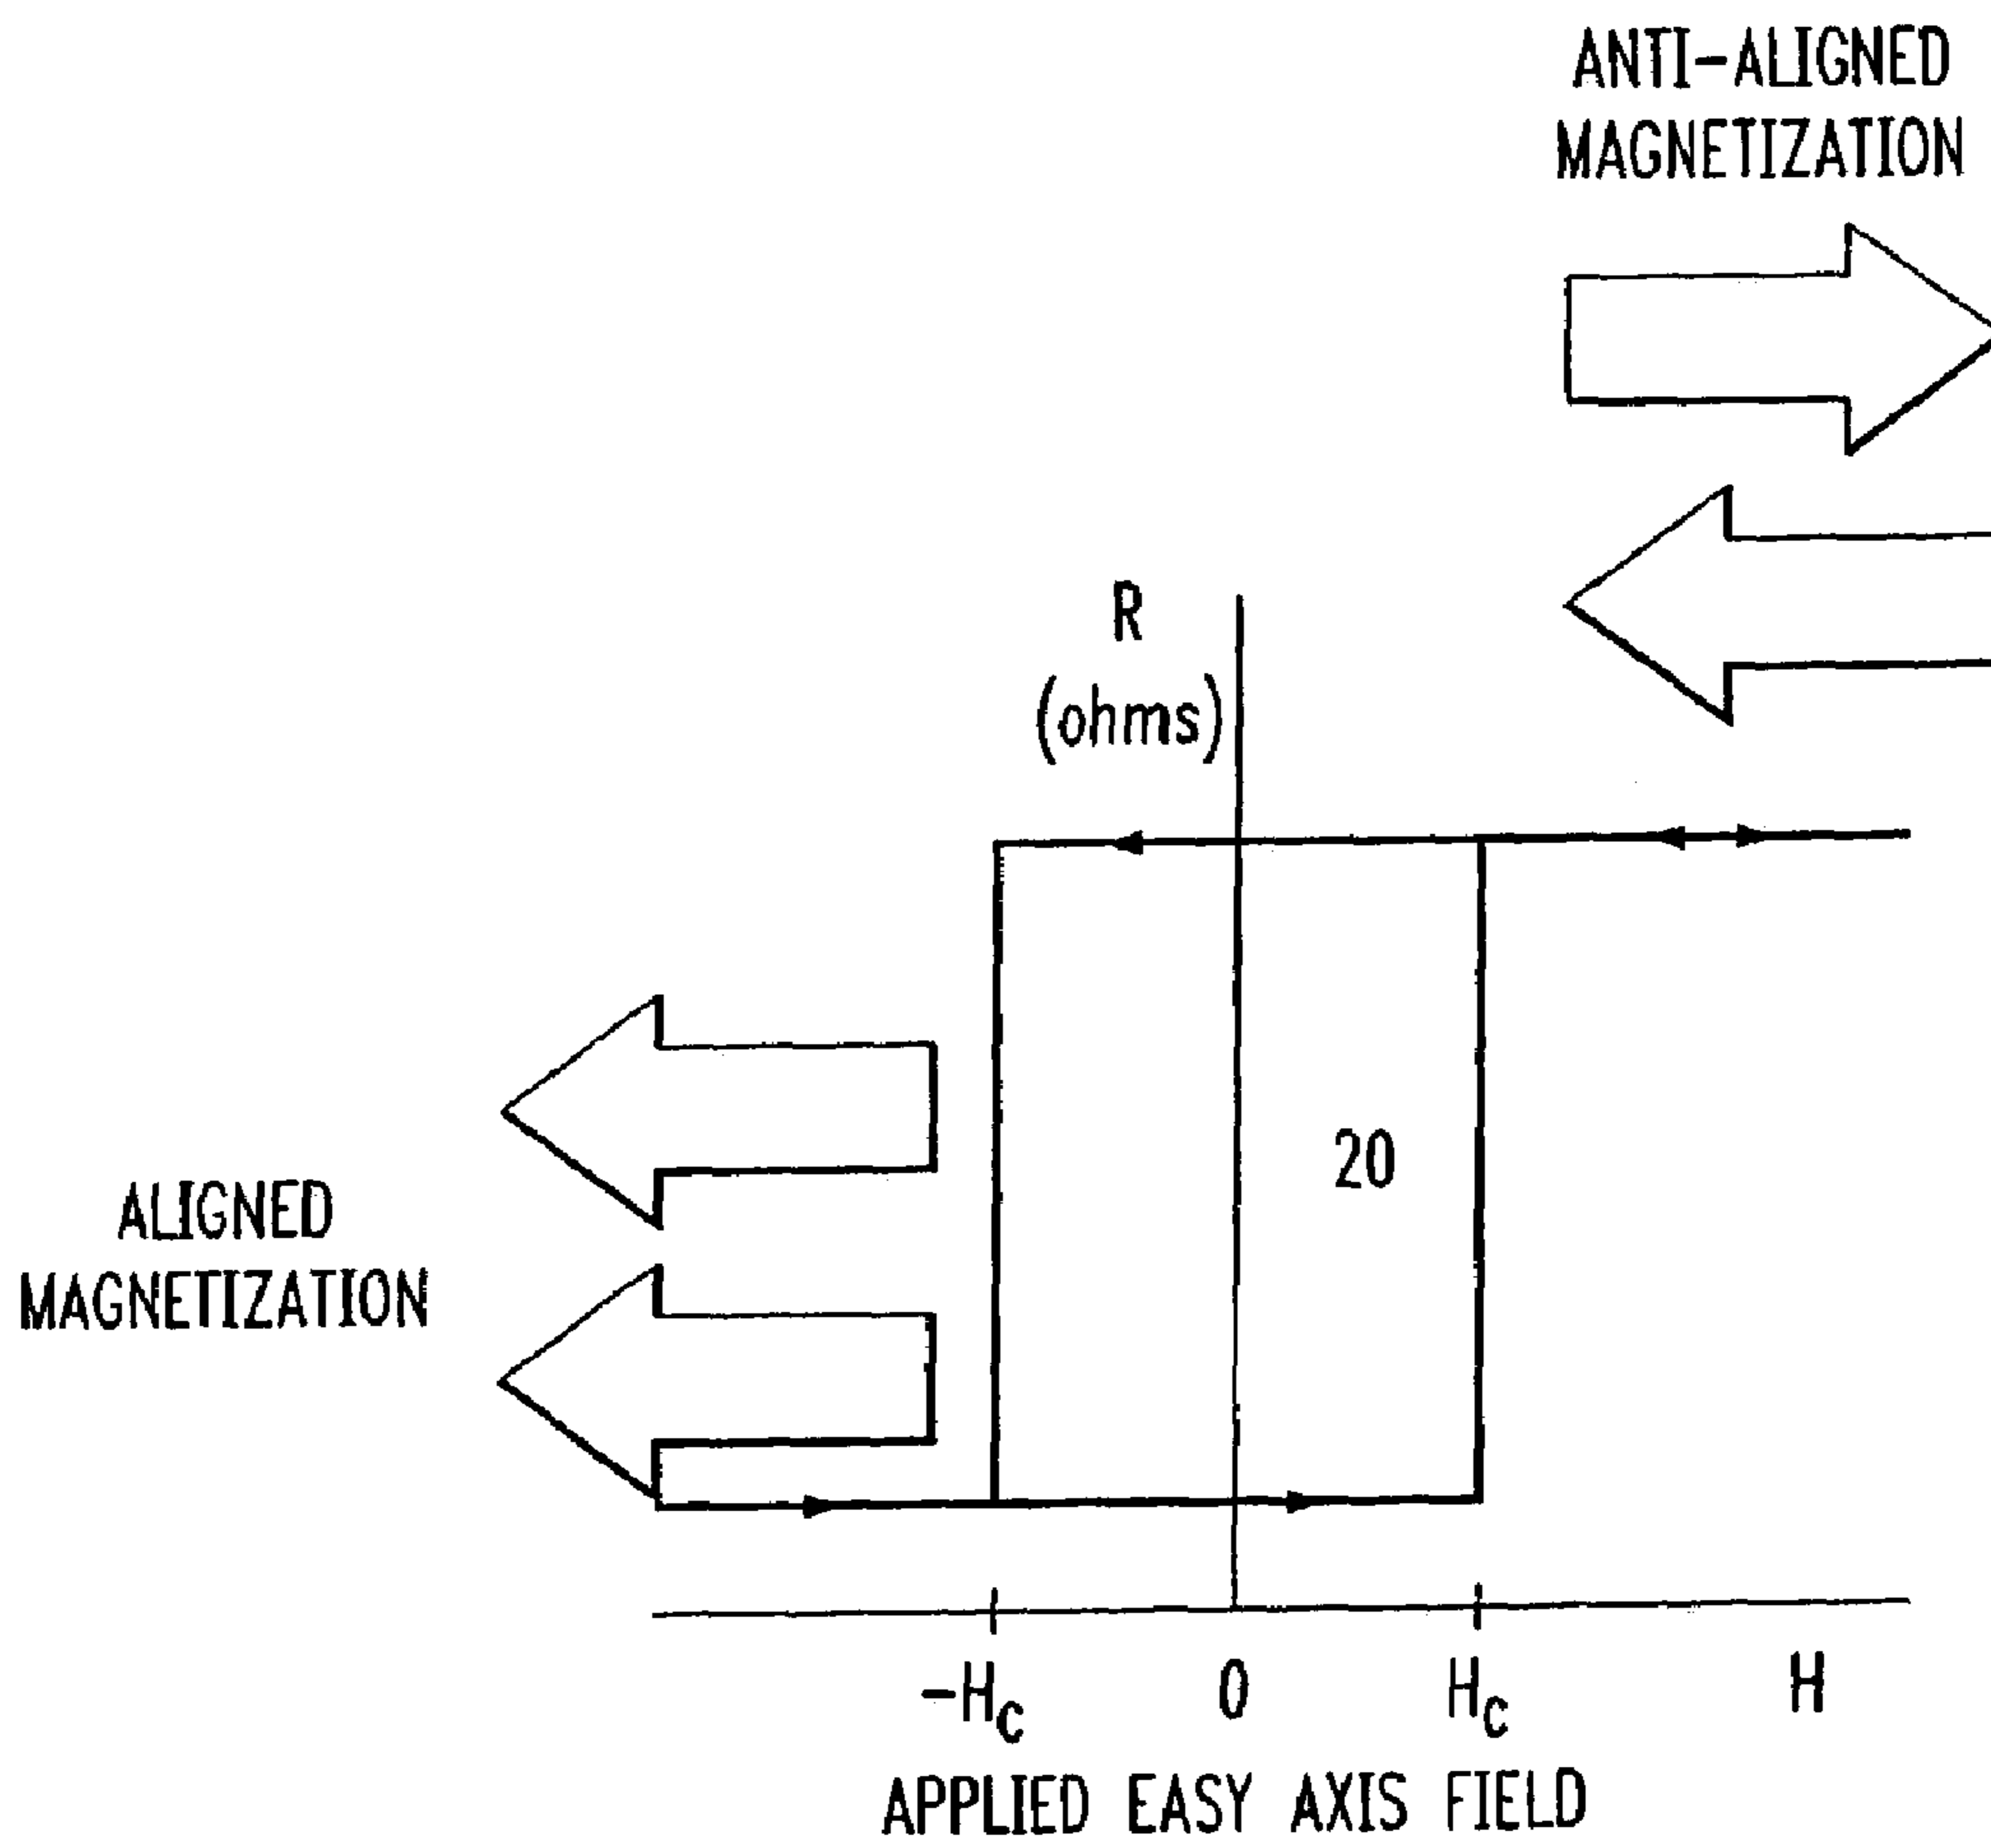 ANTI-ALIGNED
MAGNETIZATION
R
(ohms)
20
ALIGNED
MAGNETIZATION
-Hc
0
Hc
H
APPLIED EASY AXIS FIELD